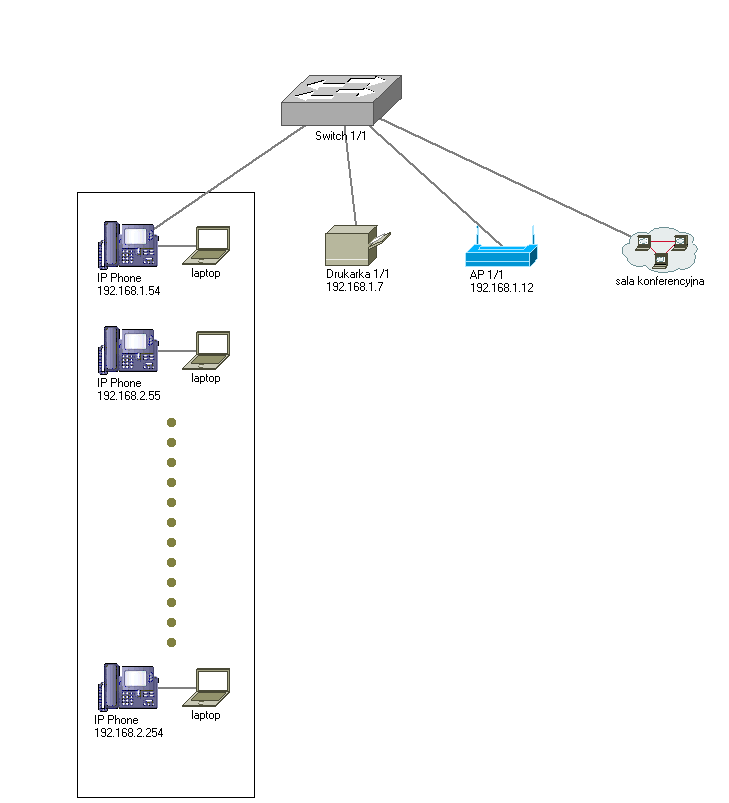 Switch 1/1
IP Phone
192.168.1.54
laptop
Drukarka 1/1
192.168.1.7
AP 1/1
192.168.1.12
sala konferencyjna
IP Phone
192.168.2.55
laptop
IP Phone
192.168.2.254
laptop